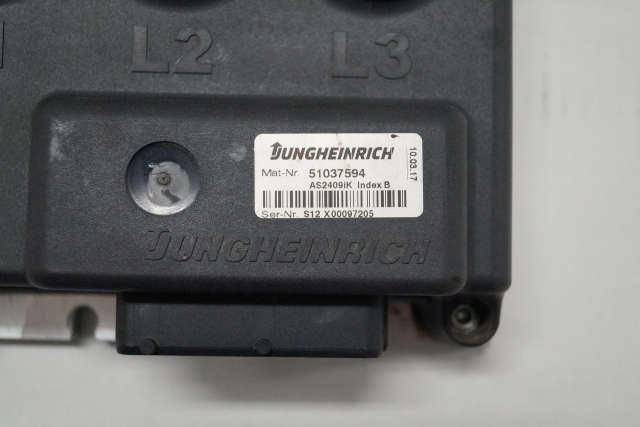 L2 L3
JUNGHEINRICH
10.03.17
Mat-Nr. 51037594
AS2409iK Index B
Ser-Nr. S12 X00097205
JUNGHEINRICH